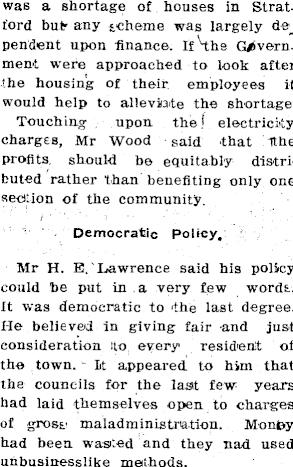 was a shortage of houses in Strat-
ford but any scheme was largely de-
pendent upon finance. If the Govern-
ment were approached to look after
the housing of their employees it
would help to alleviate the shortage
Touching upon the electricity
charges, Mr Wood said that the
profits should be equitably distri-
buted rather than benefiting only one
section of the community.
Democratic Policy.
Mr H. E. Lawrence said his policy
could be put in a very few words.
It was democratic to the last degree.
He believed in giving fair and just
consideration to every resident of
the town. It appeared to him that
the councils for the last few years
had laid themselves open to charges
of gross maladministration. Money
had been wasted and they had used
unbusinesslike methods.